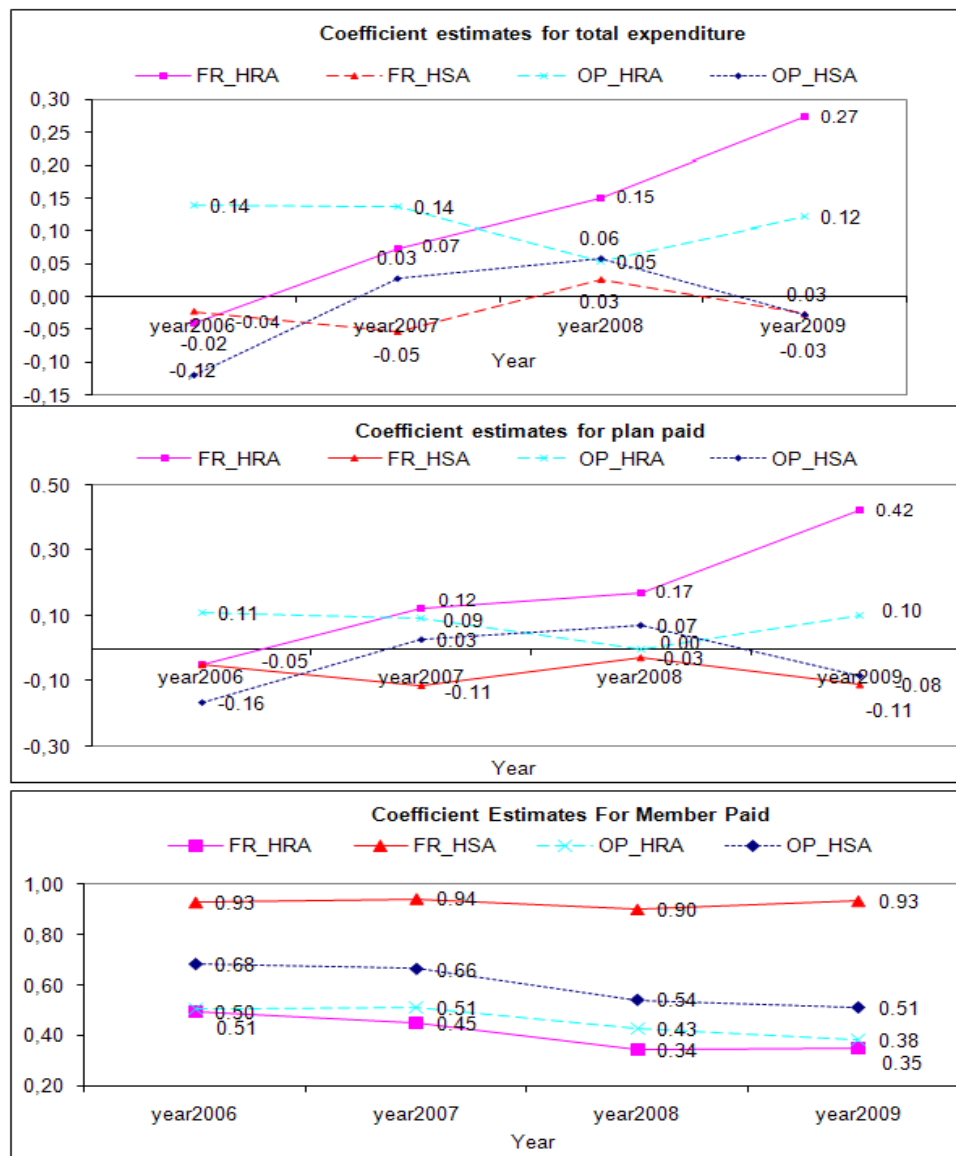 Coefficient estimates for total expenditure
FR_HRA FR_HSA OP_HRA OP_HSA
0,30
0.27
0,25
0,20
0,15
0.14 0.14 0.15
0.12
0,10
0.07 0.06
0,05
0.03 0.05
0,00
0.03 0.03
year2006 year2007 year2008 year2009
-0.04
-0,05
-0.02 -0.05 -0.03
Year
-0,10
-0,12
-0,15
Coefficient estimates for plan paid
FR_HRA FR_HSA OP_HRA OP_HSA
0.50
0.42
0,30
0.12 0.17
0,10
0.11 0.09 0.07 0.10
0.03 0.00
-0.05 -0.03
year2006 year2007 year2008 year2009
-0,10
-0.16 -0.11 -0.08
-0.11
-0,30
Year
Coefficient Estimates For Member Paid
FR_HRA FR_HSA OP_HRA OP_HSA
1,00
0.93 0.94 0.90 0.93
0,80
0.68 0.66
0,60
0.54 0.51
0.50 0.51
0.51 0.45 0.43 0.38
0,40
0.34 0.35
0,20
year2006 year2007 year2008 year2009
Year